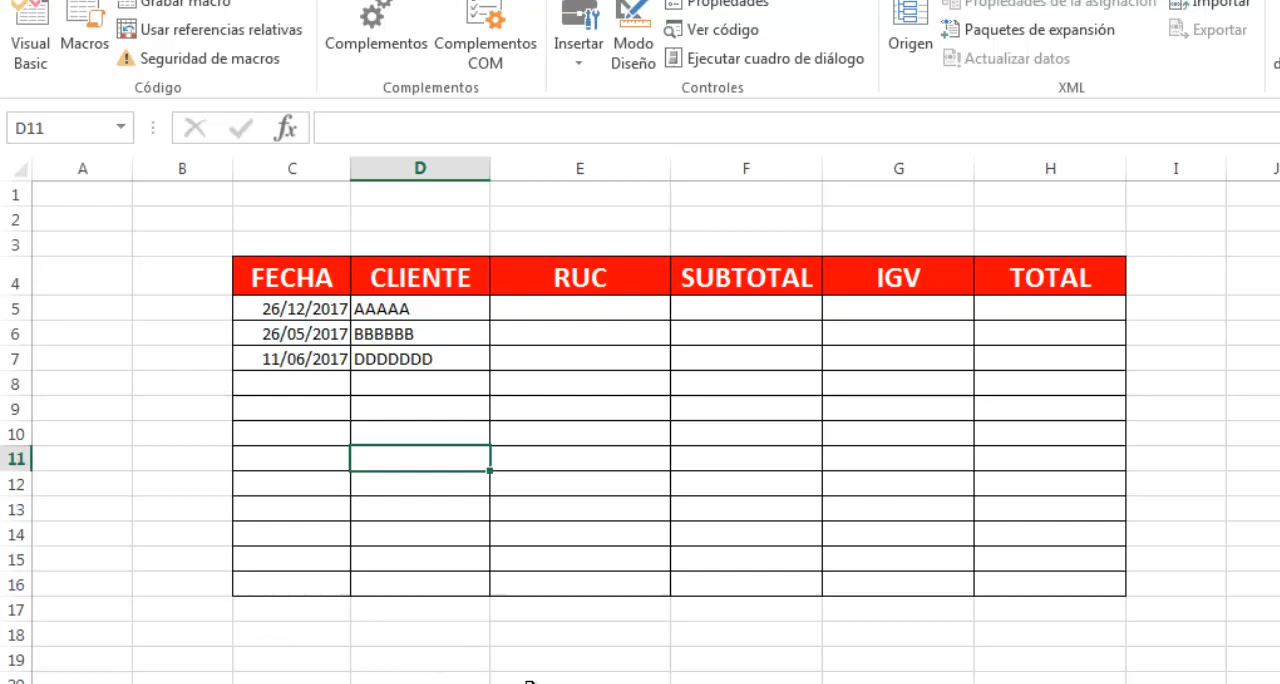 Grabar macro
Propiedades
Propiedades de la asignación
Importar
Visual Basic
Macros
Usar referencias relativas
Seguridad de macros
Complementos
Complementos COM
Insertar
Modo Diseño
Ver código
Ejecutar cuadro de diálogo
Origen
Paquetes de expansión
Exportar
Actualizar datos
Código
Complementos
Controles
XML
D11
fx
A B C D E F G H I J
1
2
3
4 FECHA CLIENTE RUC SUBTOTAL IGV TOTAL
5 26/12/2017 AAAAA
6 26/05/2017 BBBBBB
7 11/06/2017 DDDDDDD
8
9
10
11
12
13
14
15
16
17
18
19
20